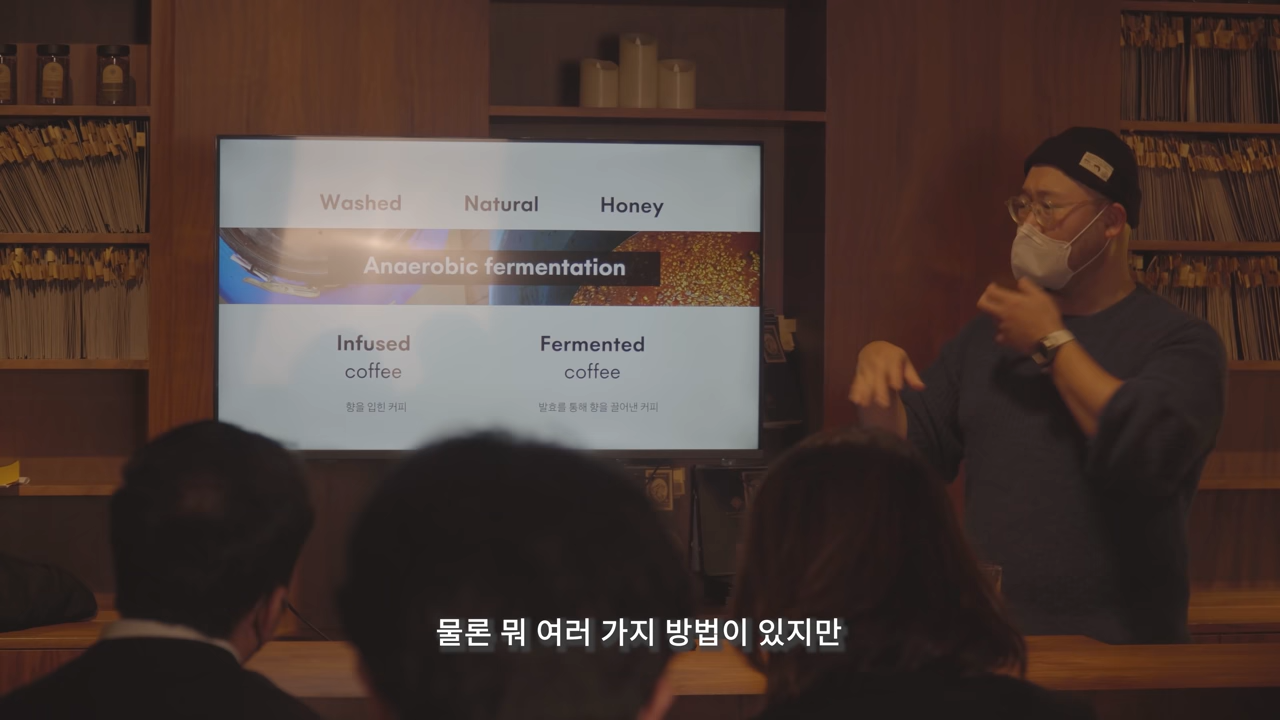 Washed Natural Honey
Anaerobic fermentation
Infused Fermented
coffee coffee
향을 입힌 커피 발효를 통해 향을 끌어낸 커피
물론 뭐 여러 가지 방법이 있지만